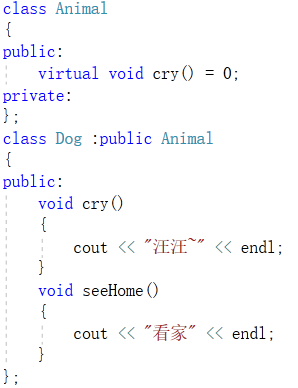 class Animal
{
public:
    virtual void cry() = 0;
private:
};
class Dog :public Animal
{
public:
    void cry()
    {
        cout << "汪汪~" << endl;
    }
    void seeHome()
    {
        cout << "看家" << endl;
    }
};